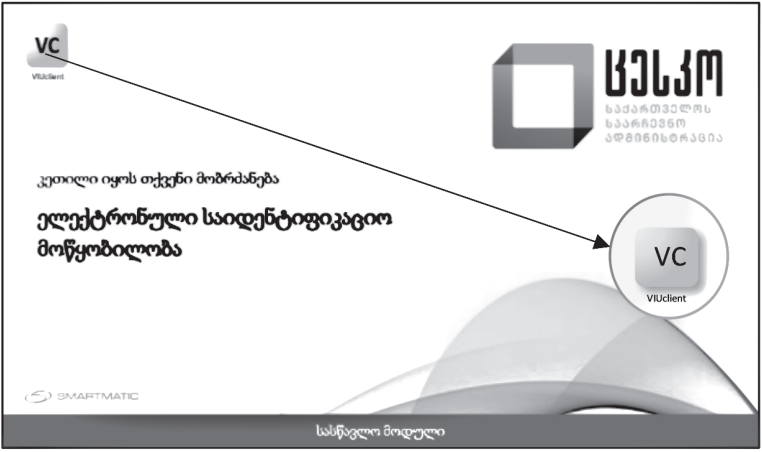 VC
VIUclient
ცესკო
საქართველოს
საარჩევნო
ადმინისტრაცია
კეთილი იყოს თქვენი მობრძანება
ელექტრონული საიდენტიფიკაციო
მოწყობილობა
VC
VIUclient
SMARTMATIC
სასწავლო მოდული